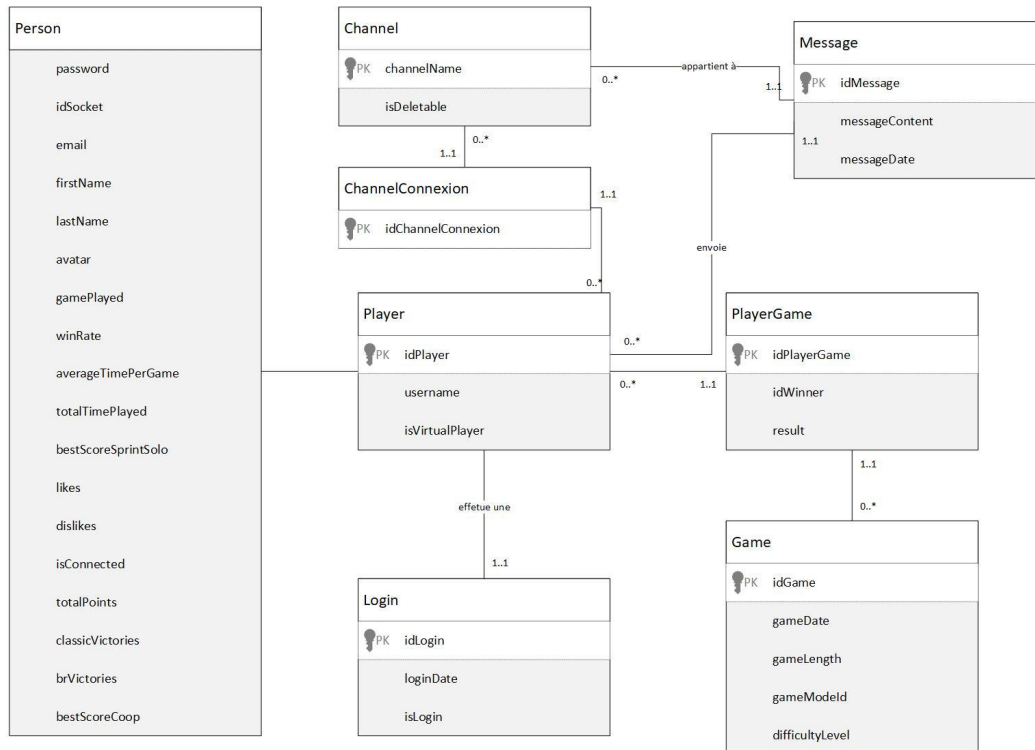 Person
password
idSocket
email
firstName
lastName
avatar
gamePlayed
winRate
averageTimePerGame
totalTimePlayed
bestScoreSprintSolo
likes
dislikes
isConnected
totalPoints
classicVictories
brVictories
bestScoreCoop
Channel
PK channelName
isDeletable
0..*
appartient à
1..1
Message
PK idMessage
messageContent
messageDate
1..1
envoie
0..*
0..*
1..1
ChannelConnexion
PK idChannelConnexion
1..1
0..*
Player
PK idPlayer
username
isVirtualPlayer
0..*
1..1
PlayerGame
PK idPlayerGame
idWinner
result
1..1
0..*
effetue une
1..1
Login
PK idLogin
loginDate
isLogin
Game
PK idGame
gameDate
gameLength
gameModeId
difficultyLevel